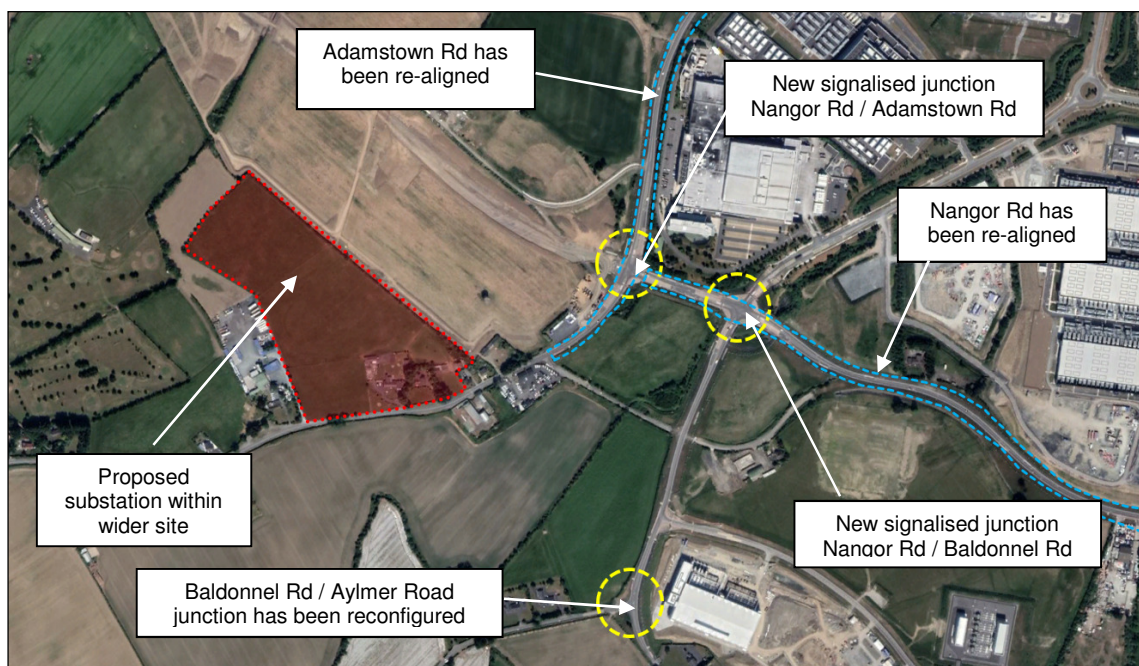 Adamstown Rd has
been re-aligned
New signalised junction
Nangor Rd / Adamstown Rd
Nangor Rd has
been re-aligned
Proposed
substation within
wider site
New signalised junction
Nangor Rd / Baldonnel Rd
Baldonnel Rd / Aylmer Road
junction has been reconfigured